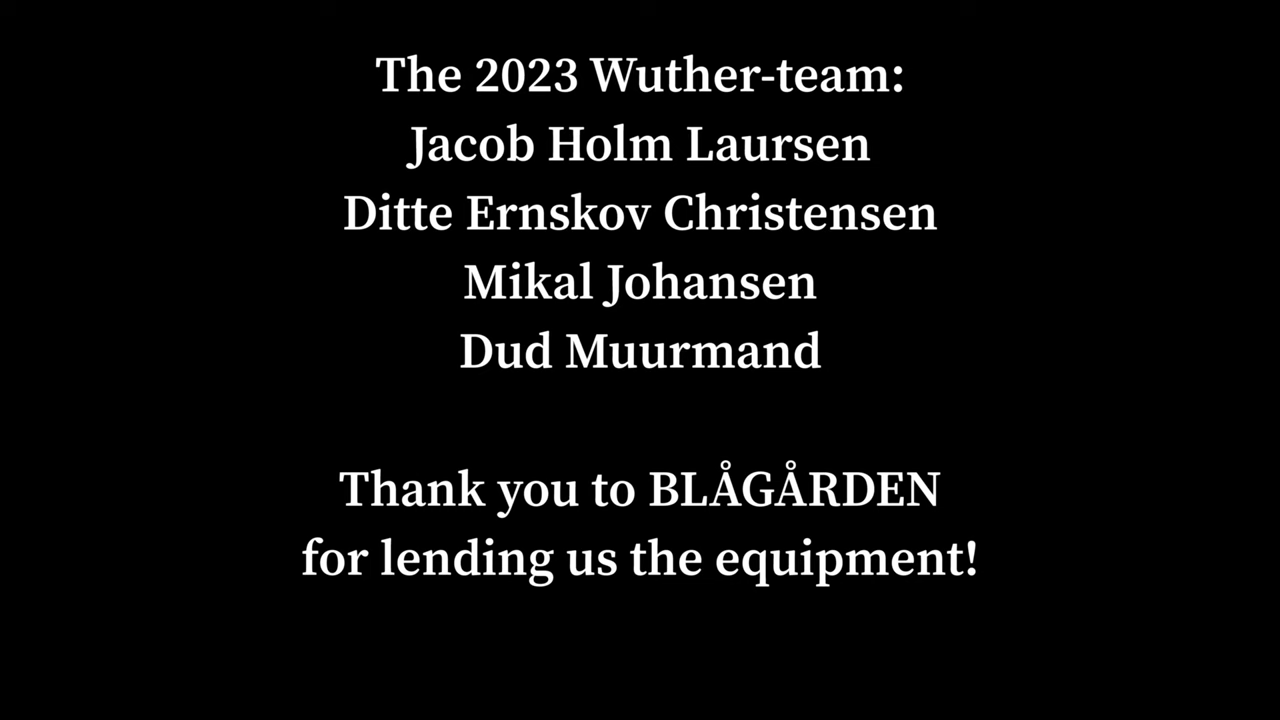 The 2023 Wuther-team:
Jacob Holm Laursen
Ditte Ernskov Christensen
Mikal Johansen
Dud Muurmand
Thank you to BLÅGÅRDEN
for lending us the equipment!